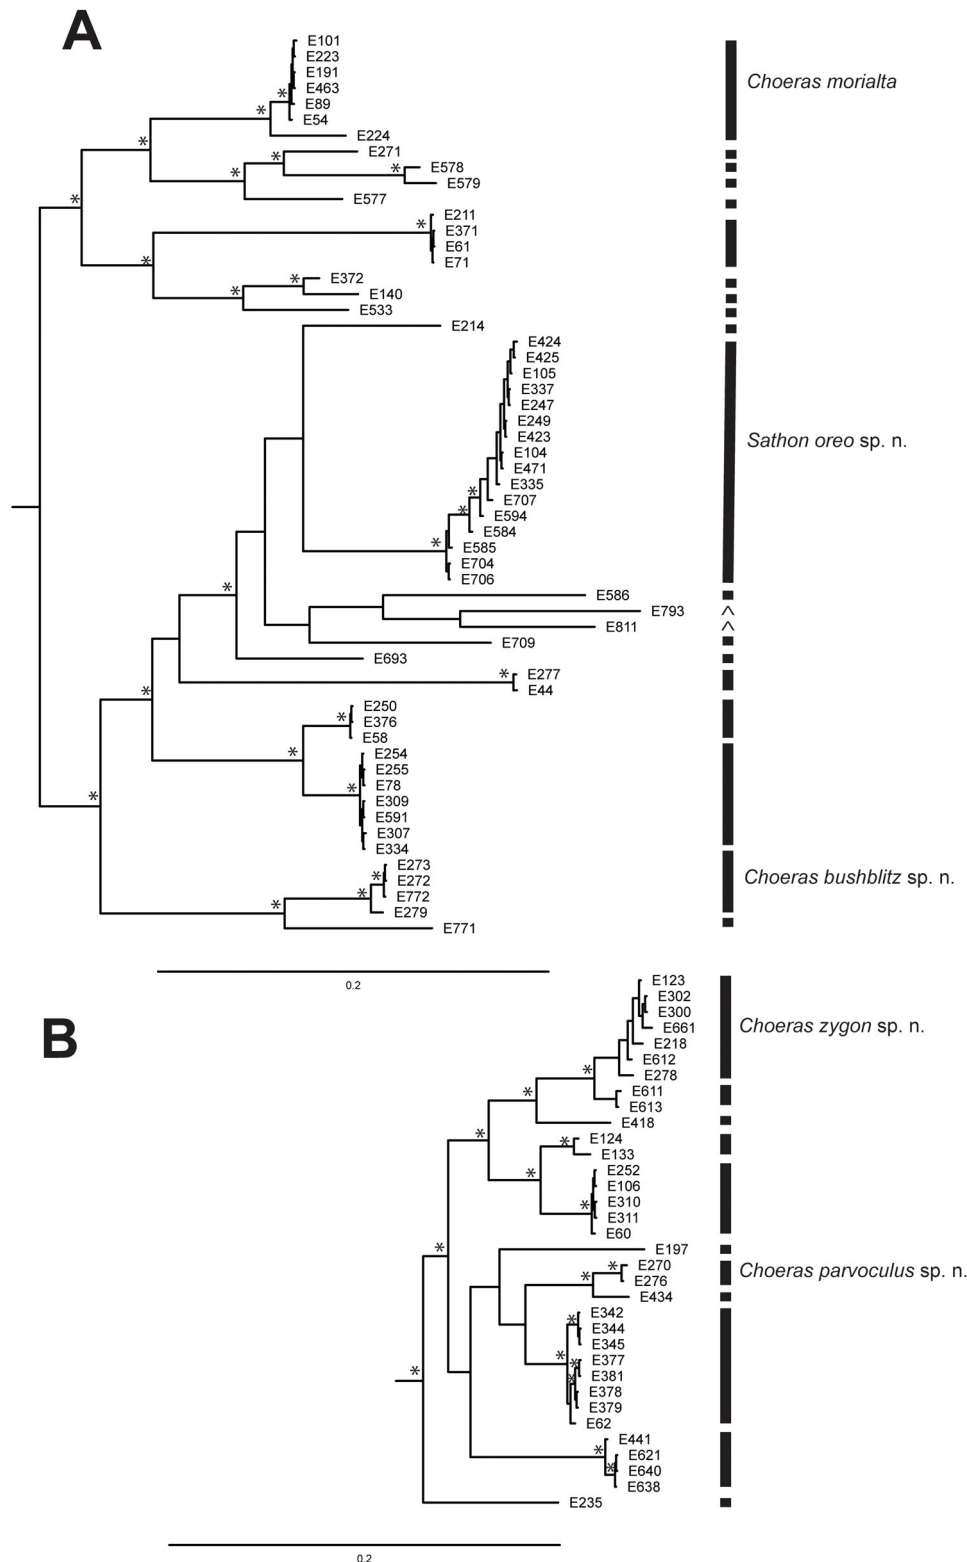 A
E101
E223
E191
E463
E89
E54
E224
E271
E578
E579
E577
E211
E371
E61
E71
E372
E140
E533
E214
E424
E425
E105
E337
E247
E249
E423
E104
E471
E335
E707
E594
E584
E585
E704
E706
E586
E793
E811
E709
E693
E277
E44
E250
E376
E58
E254
E255
E78
E309
E591
E307
E334
E273
E272
E772
E279
E771
Choeras morialta
Sathon oreo sp. n.
^
^
Choeras bushblitz sp. n.
0.2
B
E123
E302
E300
E661
E218
E612
E278
E611
E613
E418
E124
E133
E252
E106
E310
E311
E60
E197
E270
E276
E434
E342
E344
E345
E377
E381
E378
E379
E62
E441
E621
E640
E638
E235
Choeras zygon sp. n.
Choeras parvoculus sp. n.
0.2